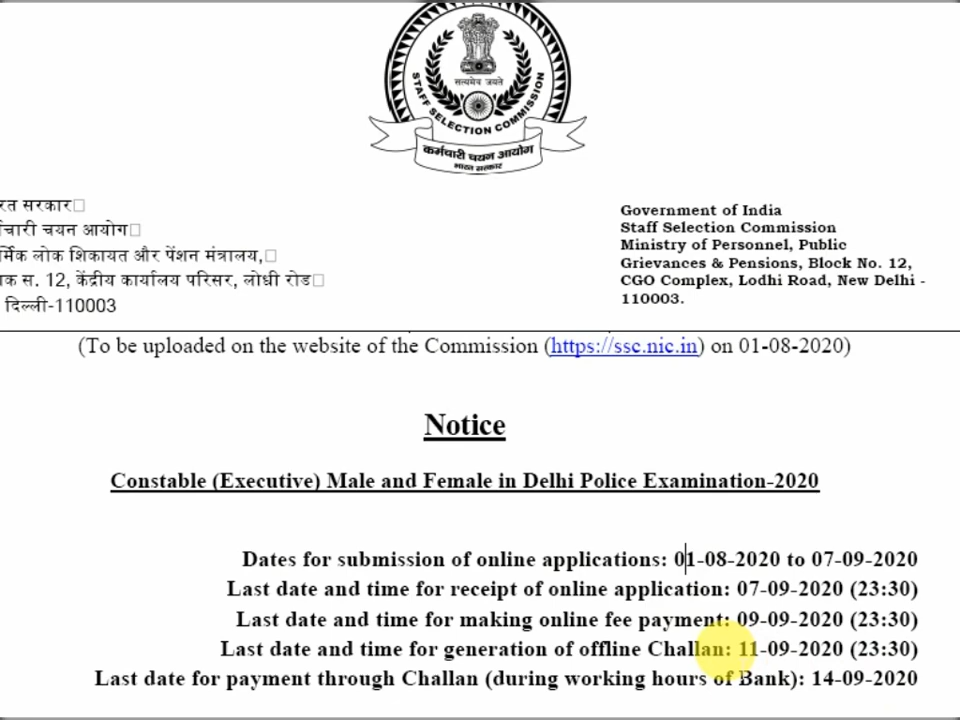 सत्यमेव जयते
STAFF SELECTION COMMISSION
कर्मचारी चयन आयोग
भारत सरकार
रत सरकार
चारी चयन आयोग
र्मिक लोक शिकायत और पेंशन मंत्रालय,
क स. 12, केंद्रीय कार्यालय परिसर, लोधी रोड
दिल्ली-110003
Government of India
Staff Selection Commission
Ministry of Personnel, Public
Grievances & Pensions, Block No. 12,
CGO Complex, Lodhi Road, New Delhi -
110003.
(To be uploaded on the website of the Commission (https://ssc.nic.in) on 01-08-2020)
Notice
Constable (Executive) Male and Female in Delhi Police Examination-2020
Dates for submission of online applications: 01-08-2020 to 07-09-2020
Last date and time for receipt of online application: 07-09-2020 (23:30)
Last date and time for making online fee payment: 09-09-2020 (23:30)
Last date and time for generation of offline Challan: 11-09-2020 (23:30)
Last date for payment through Challan (during working hours of Bank): 14-09-2020